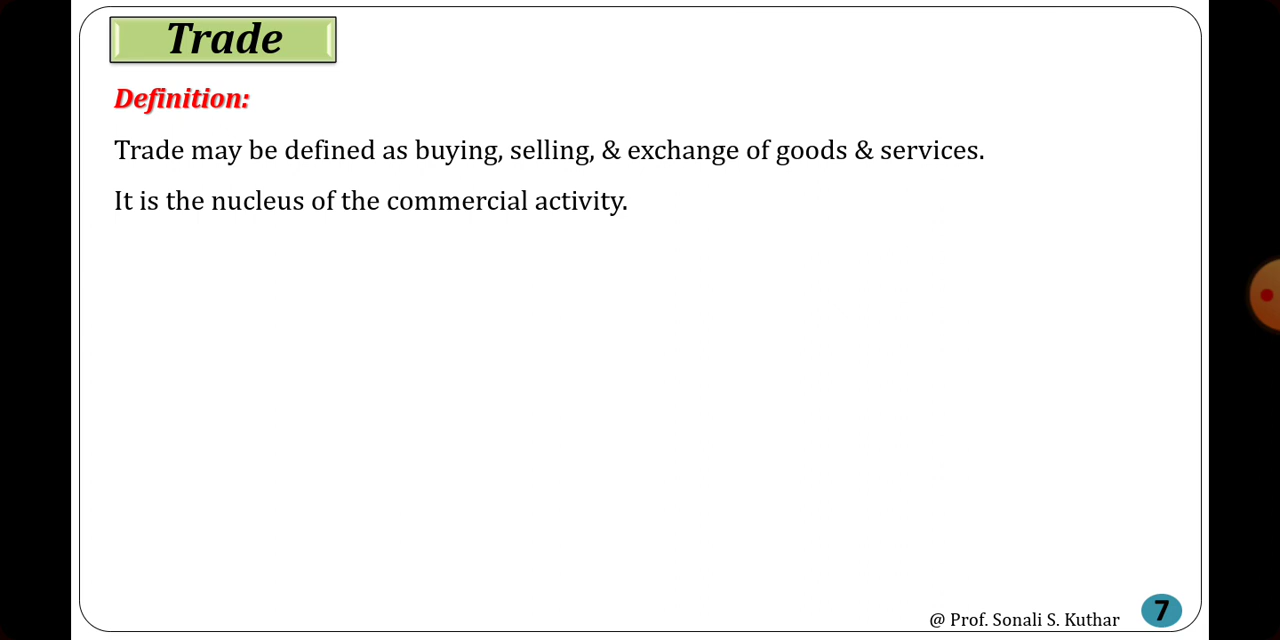 Trade
Definition:
Trade may be defined as buying, selling, & exchange of goods & services.
It is the nucleus of the commercial activity.
@ Prof. Sonali S. Kuthar
7